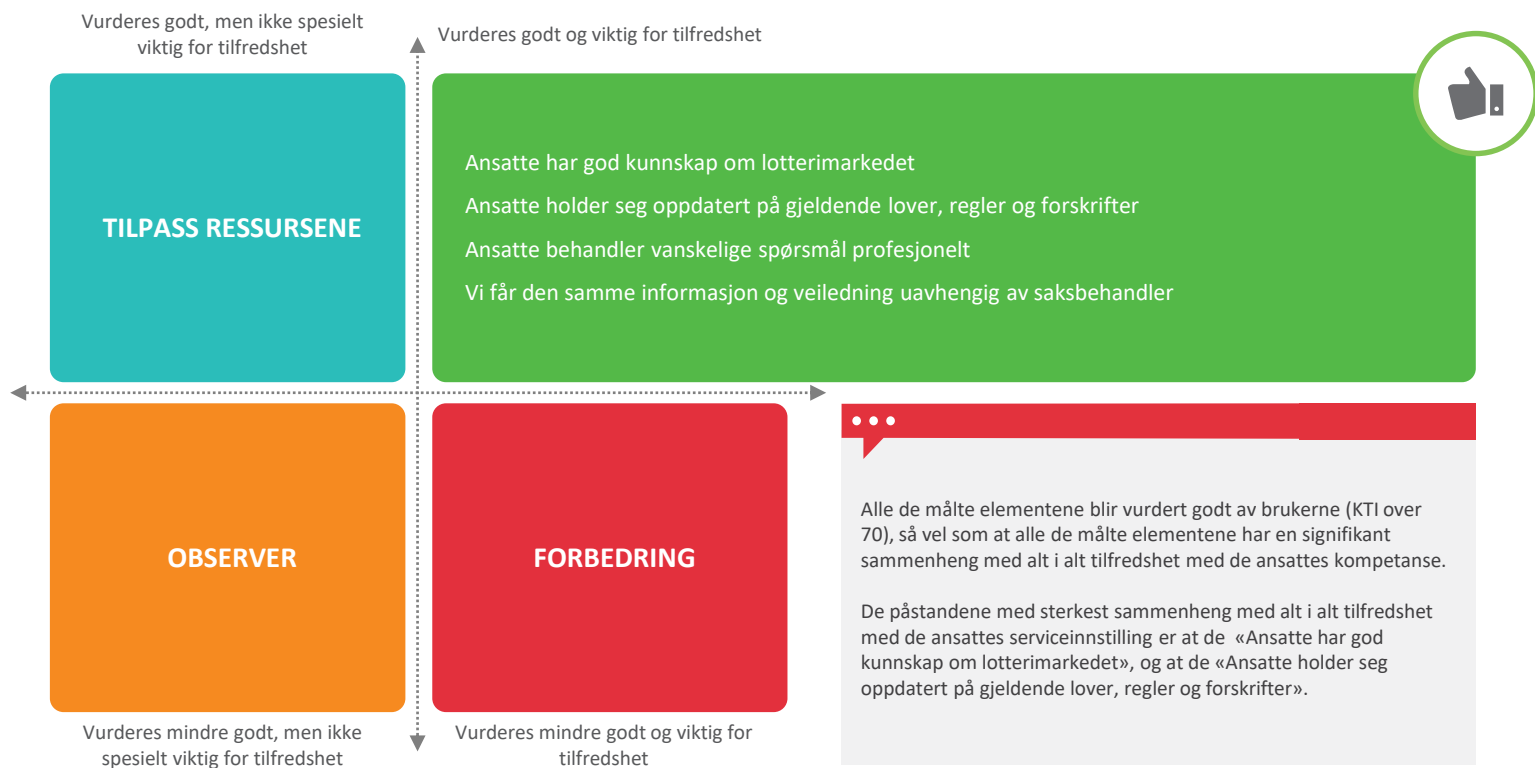 Vurderes godt, men ikke spesielt
viktig for tilfredshet
Vurderes godt og viktig for tilfredshet
TILPASS RESSURSENE
Ansatte har god kunnskap om lotterimarkedet
Ansatte holder seg oppdatert på gjeldende lover, regler og forskrifter
Ansatte behandler vanskelige spørsmål profesjonelt
Vi får den samme informasjon og veiledning uavhengig av saksbehandler
OBSERVER
FORBEDRING
Alle de målte elementene blir vurdert godt av brukerne (KTI over
70), så vel som at alle de målte elementene har en signifikant
sammenheng med alt i alt tilfredshet med de ansattes kompetanse.
De påstandene med sterkest sammenheng med alt i alt tilfredshet
med de ansattes serviceinnstilling er at de «Ansatte har god
kunnskap om lotterimarkedet», og at de «Ansatte holder seg
oppdatert på gjeldende lover, regler og forskrifter».
Vurderes mindre godt, men ikke
spesielt viktig for tilfredshet
Vurderes mindre godt og viktig for
tilfredshet